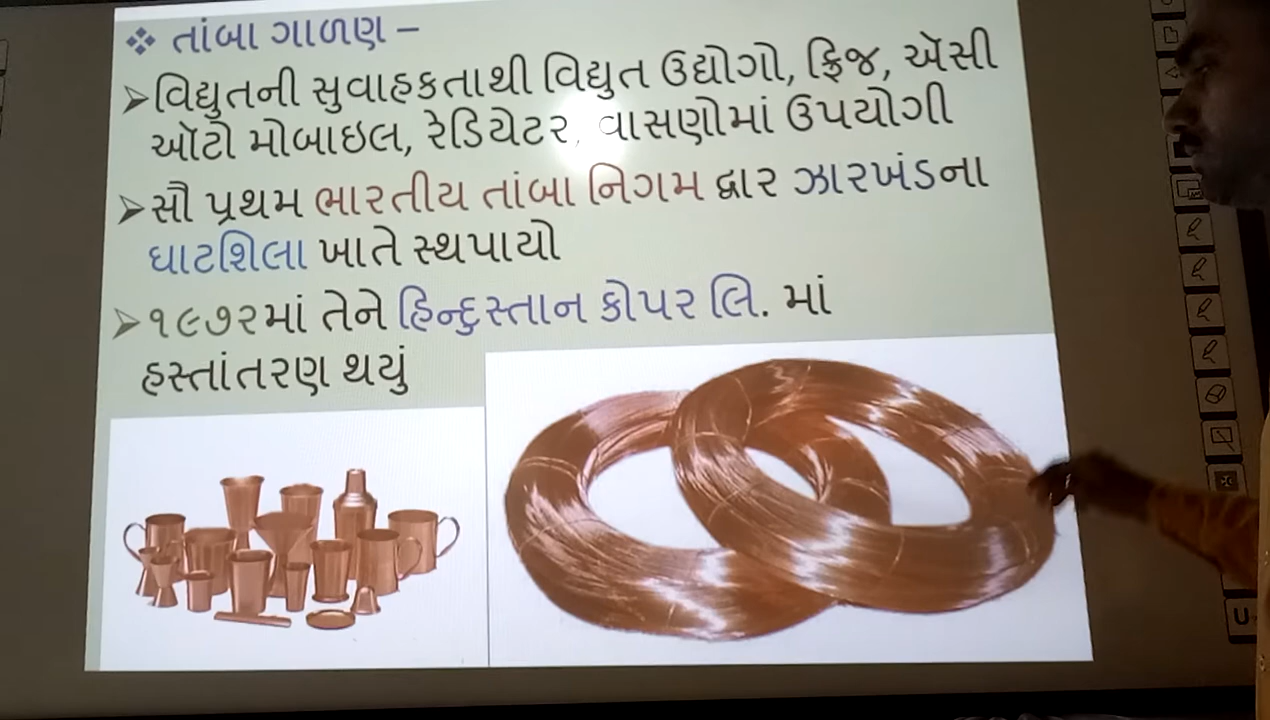 ❖ તાંબા ગાળણ –
➢વિદ્યુતની સુવાહકતાથી વિદ્યુત ઉદ્યોગો, ફ્રિજ, ઍસી
ઑટો મોબાઇલ, રેડિયેટર, વાસણોમાં ઉપયોગી
➢સૌ પ્રથમ ભારતીય તાંબા નિગમ દ્વાર ઝારખંડના
ઘાટશિલા ખાતે સ્થપાયો
➢૧૯૭૨માં તેને હિન્દુસ્તાન કોપર લિ. માં
હસ્તાંતરણ થયું